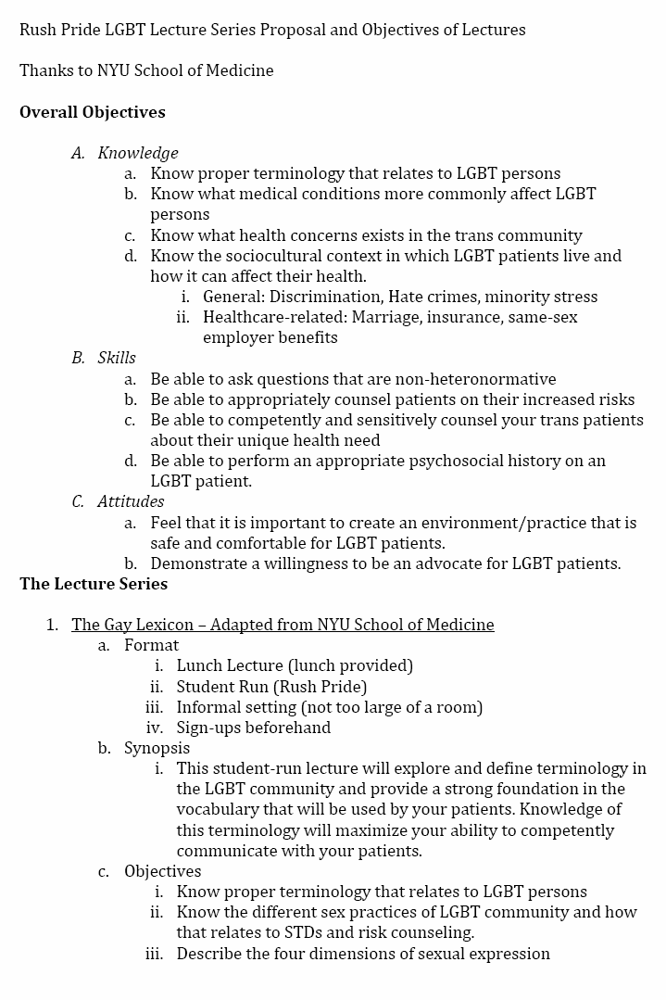 Rush Pride LGBT Lecture Series Proposal and Objectives of Lectures
Thanks to NYU School of Medicine
Overall Objectives
A. Knowledge
a. Know proper terminology that relates to LGBT persons
b. Know what medical conditions more commonly affect LGBT
persons
c. Know what health concerns exists in the trans community
d. Know the sociocultural context in which LGBT patients live and
how it can affect their health.
i. General: Discrimination, Hate crimes, minority stress
ii. Healthcare-related: Marriage, insurance, same-sex
employer benefits
B. Skills
a. Be able to ask questions that are non-heteronormative
b. Be able to appropriately counsel patients on their increased risks
c. Be able to competently and sensitively counsel your trans patients
about their unique health need
d. Be able to perform an appropriate psychosocial history on an
LGBT patient.
C. Attitudes
a. Feel that it is important to create an environment/practice that is
safe and comfortable for LGBT patients.
b. Demonstrate a willingness to be an advocate for LGBT patients.
The Lecture Series
1. The Gay Lexicon – Adapted from NYU School of Medicine
a. Format
i. Lunch Lecture (lunch provided)
ii. Student Run (Rush Pride)
iii. Informal setting (not too large of a room)
iv. Sign-ups beforehand
b. Synopsis
i. This student-run lecture will explore and define terminology in
the LGBT community and provide a strong foundation in the
vocabulary that will be used by your patients. Knowledge of
this terminology will maximize your ability to competently
communicate with your patients.
c. Objectives
i. Know proper terminology that relates to LGBT persons
ii. Know the different sex practices of LGBT community and how
that relates to STDs and risk counseling.
iii. Describe the four dimensions of sexual expression